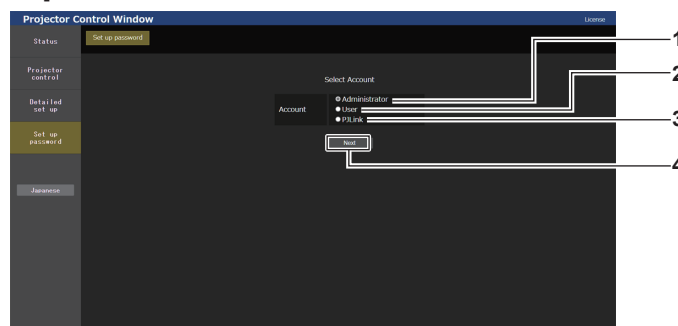 Projector Control Window
License
Status
Set up password
Projector
control
Detailed
set up
Set up
password
Japanese
Select Account
Account
Administrator
User
PJLink
Next
1
2
3
4